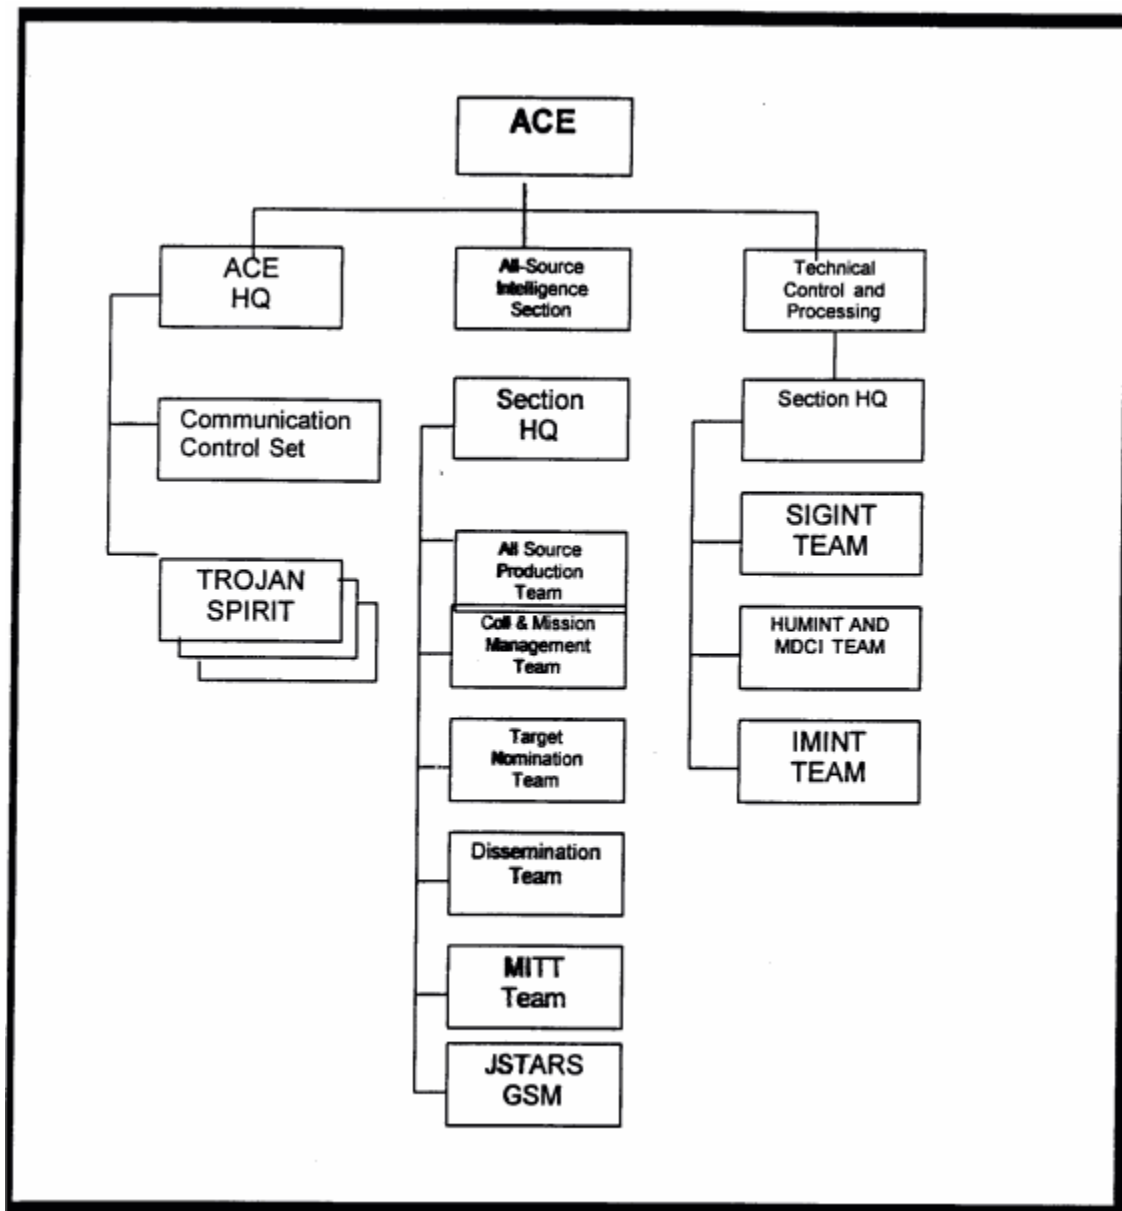 ACE
ACE
HQ
Communication
Control Set
TROJAN
SPIRIT
All-Source
Intelligence
Section
Section
HQ
All Source
Production
Team
Coll & Mission
Management
Team
Target
Nomination
Team
Dissemination
Team
MITT
Team
JSTARS
GSM
Technical
Control and
Processing
Section HQ
SIGINT
TEAM
HUMINT AND
MDCI TEAM
IMINT
TEAM